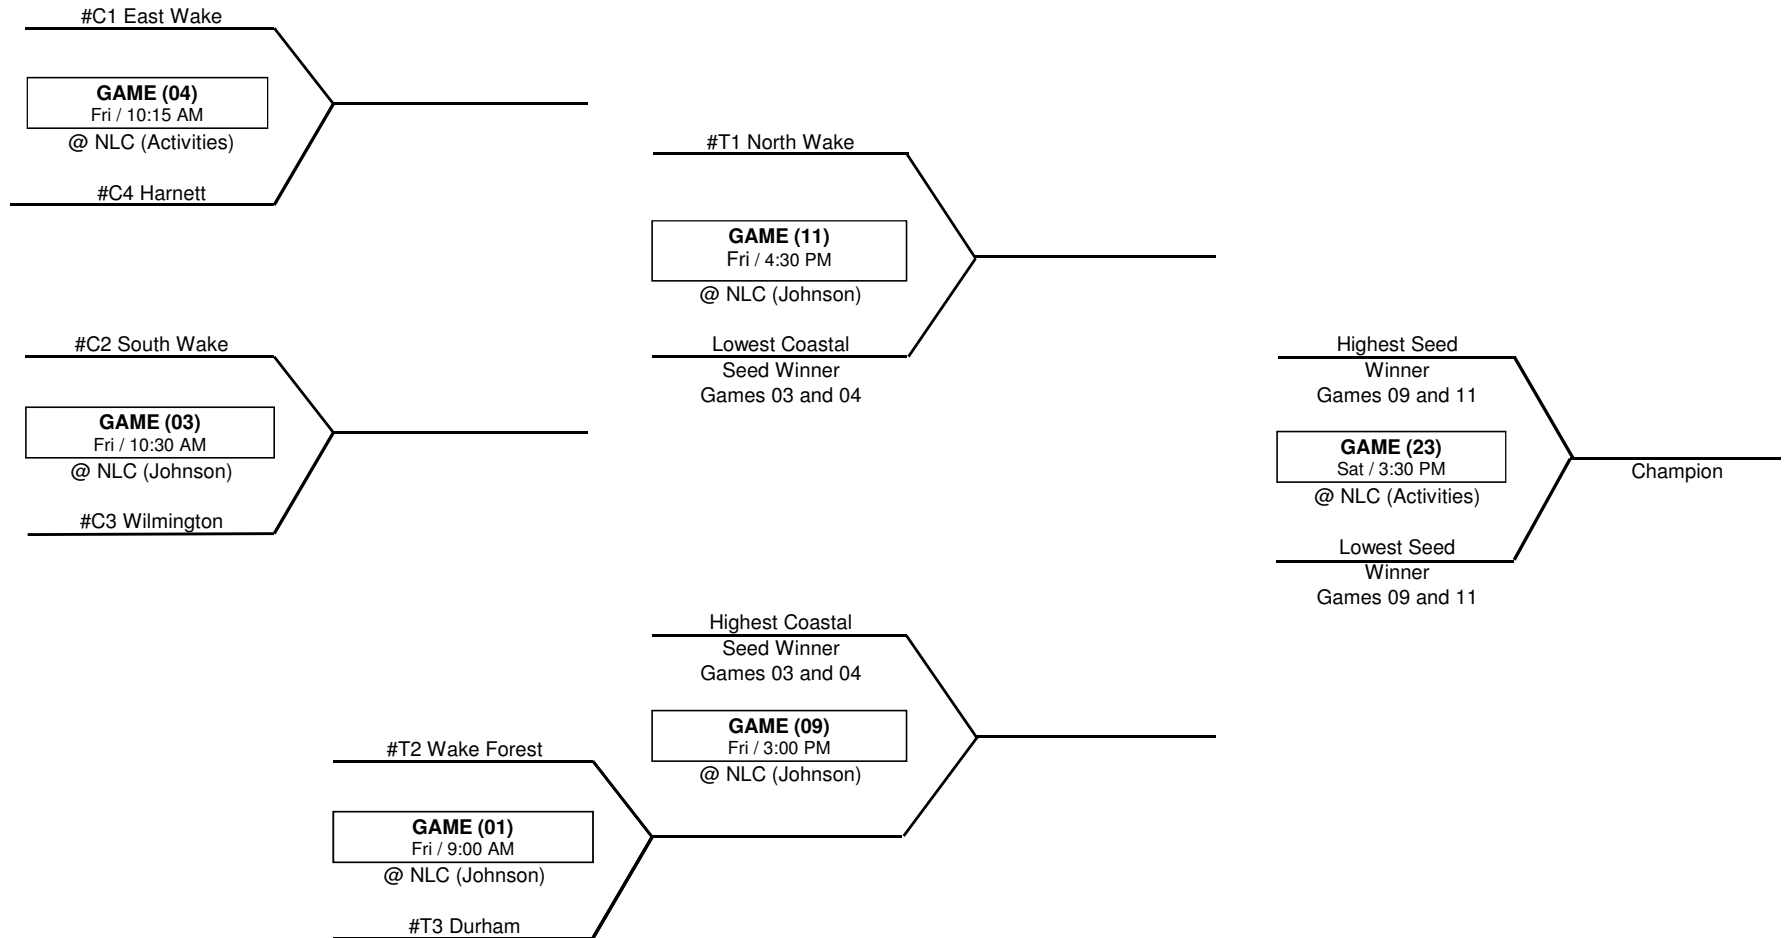 #C1 East Wake
GAME (04)
Fri / 10:15 AM
@ NLC (Activities)
#C4 Harnett
#T1 North Wake
GAME (11)
Fri / 4:30 PM
@ NLC (Johnson)
Lowest Coastal
Seed Winner
Games 03 and 04
#C2 South Wake
GAME (03)
Fri / 10:30 AM
@ NLC (Johnson)
#C3 Wilmington
Highest Seed
Winner
Games 09 and 11
GAME (23)
Sat / 3:30 PM
@ NLC (Activities)
Champion
Lowest Seed
Winner
Games 09 and 11
Highest Coastal
Seed Winner
Games 03 and 04
GAME (09)
Fri / 3:00 PM
@ NLC (Johnson)
#T2 Wake Forest
GAME (01)
Fri / 9:00 AM
@ NLC (Johnson)
#T3 Durham